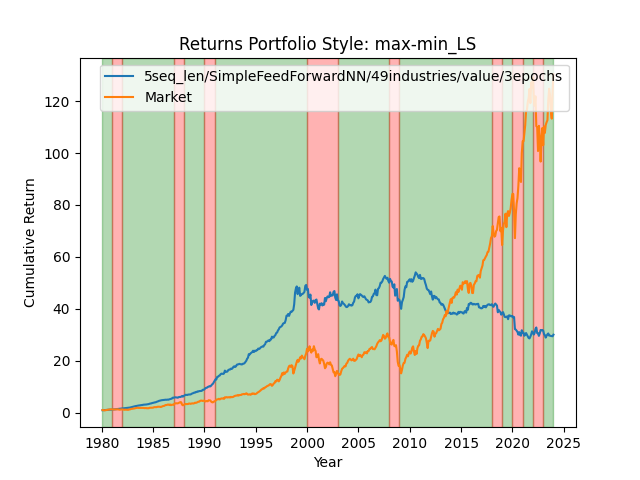 Returns Portfolio Style: max-min_LS
5seq_len/SimpleFeedForwardNN/49industries/value/3epochs
Market
120
100
80
60
40
20
0
Cumulative Return
1980 1985 1990 1995 2000 2005 2010 2015 2020 2025
Year